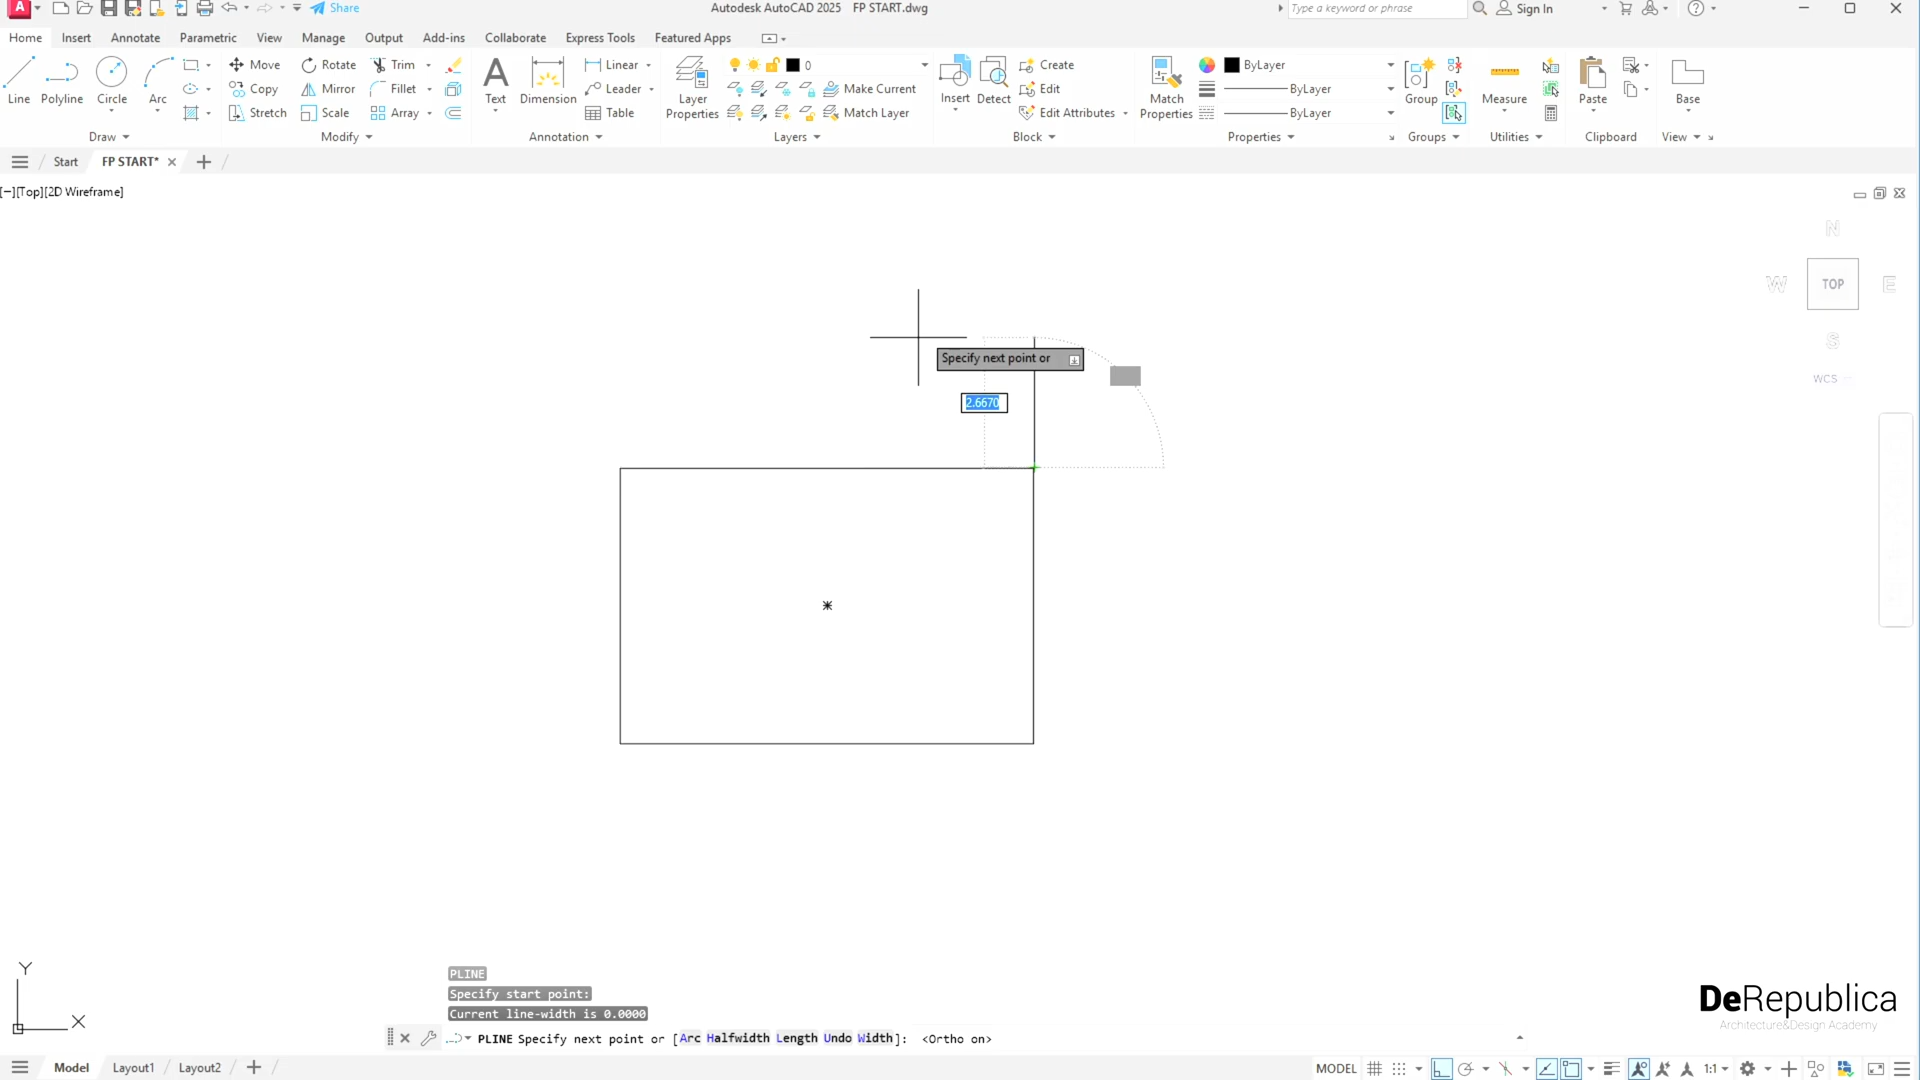 A Share Autodesk AutoCAD 2025 FP START.dwg Type a keyword or phrase Sign In
Home Insert Annotate Parametric View Manage Output Add-ins Collaborate Express Tools Featured Apps
Move Rotate Trim Linear 0 Create ByLayer
Copy Mirror Fillet Leader Make Current Edit ByLayer
Line Polyline Circle Arc Text Dimension Layer Properties Insert Detect Match Properties Group Measure Paste Base
Stretch Scale Array Table Match Layer Edit Attributes ByLayer
Draw Modify Annotation Layers Block Properties Groups Utilities Clipboard View
Start FP START*
[−][Top][2D Wireframe]
N
W TOP E
S
WCS
Specify next point or
2.6670
Y
X
PLINE
Specify start point:
Current line-width is 0.0000
PLINE Specify next point or [Arc Halfwidth Length Undo Width]: <Ortho on>
DeRepublica
Architecture&Design Academy
Model Layout1 Layout2 MODEL 1:1